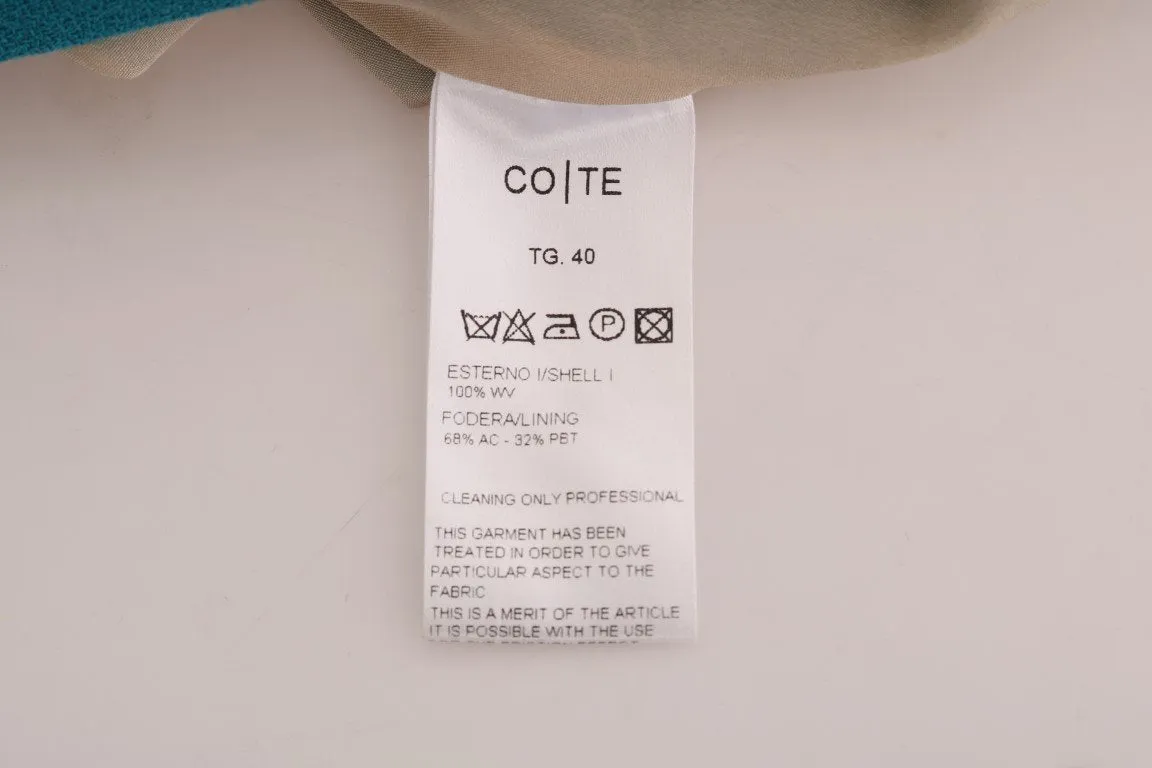 CO|TE
TG. 40
P
ESTERNO I/SHELL I
100% WV
FODERA/LINING
68% AC - 32% PBT
CLEANING ONLY PROFESSIONAL
THIS GARMENT HAS BEEN
TREATED IN ORDER TO GIVE
PARTICULAR ASPECT TO THE
FABRIC
THIS IS A MERIT OF THE ARTICLE
IT IS POSSIBLE WITH THE USE